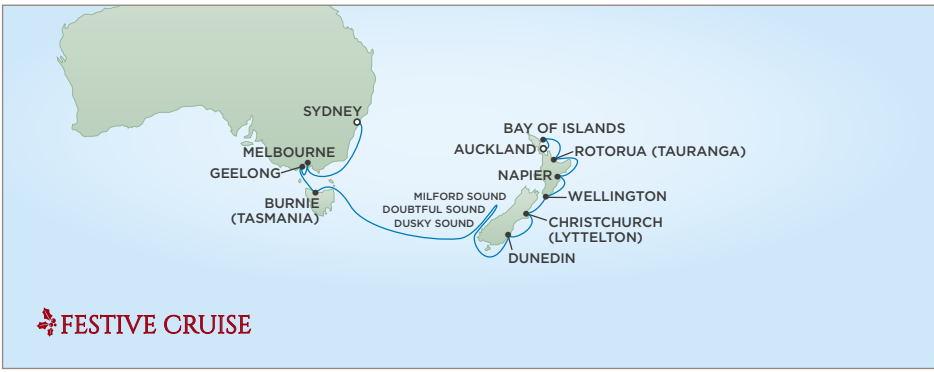 SYDNEY
BAY OF ISLANDS
AUCKLAND
ROTORUA (TAURANGA)
MELBOURNE
GEELONG
NAPIER
BURNIE
(TASMANIA)
MILFORD SOUND
DOUBTFUL SOUND
DUSKY SOUND
WELLINGTON
CHRISTCHURCH
(LYTTELTON)
DUNEDIN
FESTIVE CRUISE